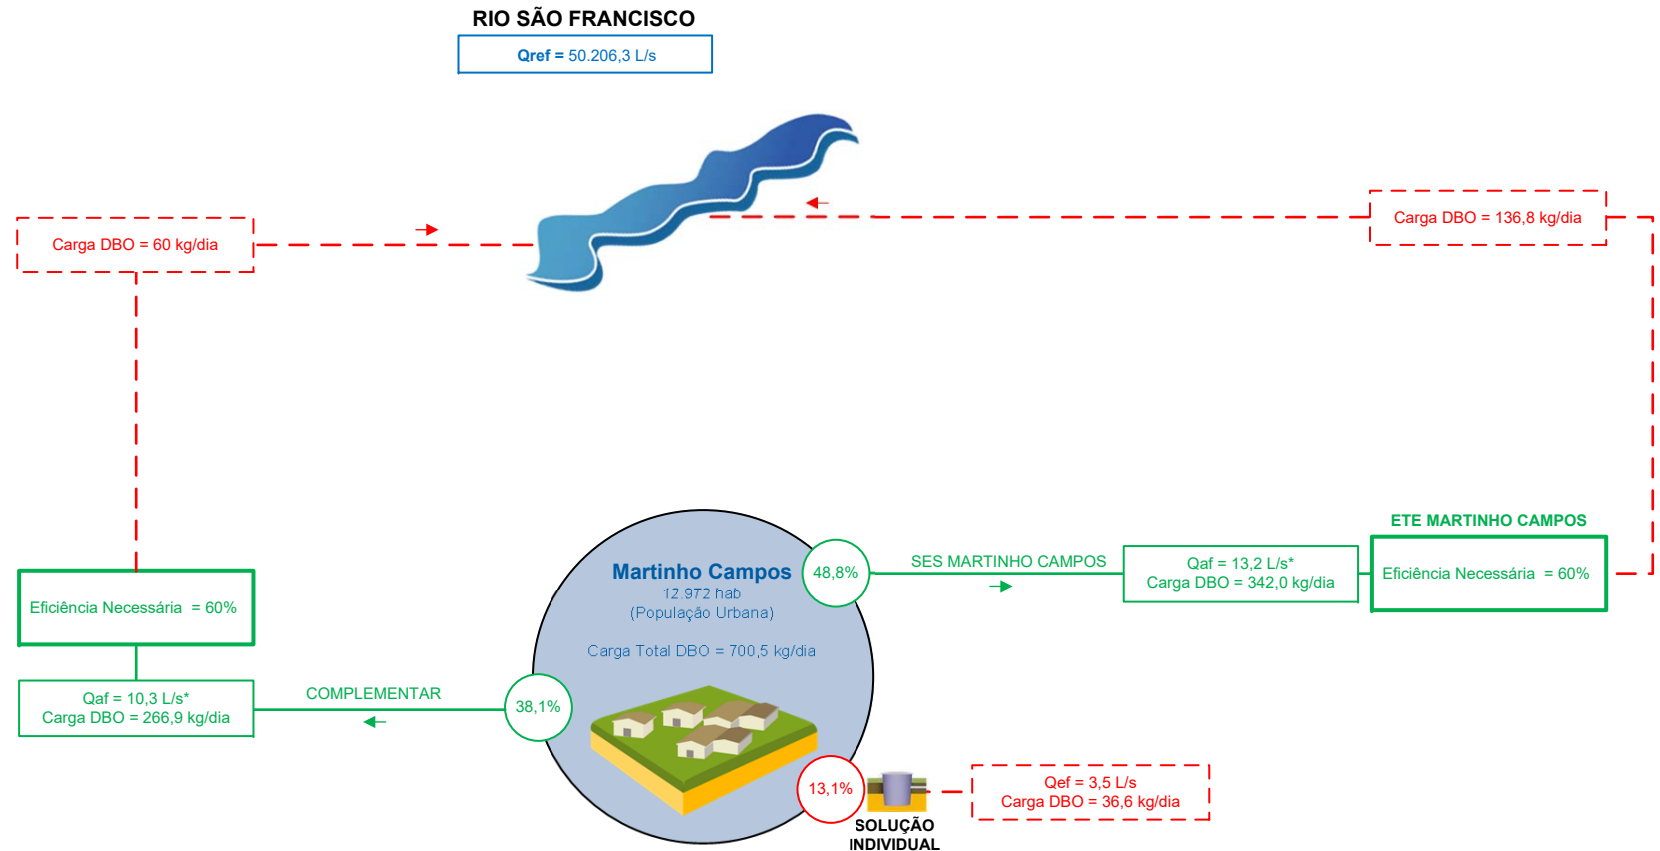 RIO SÃO FRANCISCO
Qref = 50.206,3 L/s
Carga DBO = 60 kg/dia
Carga DBO = 136,8 kg/dia
ETE MARTINHO CAMPOS
Eficiência Necessária = 60%
Qaf = 13,2 L/s*
Carga DBO = 342,0 kg/dia
SES MARTINHO CAMPOS
48,8%
Martinho Campos
12.972 hab
(População Urbana)
Carga Total DBO = 700,5 kg/dia
Eficiência Necessária = 60%
Qaf = 10,3 L/s*
Carga DBO = 266,9 kg/dia
COMPLEMENTAR
38,1%
13,1%
SOLUÇÃO
INDIVIDUAL
Qef = 3,5 L/s
Carga DBO = 36,6 kg/dia